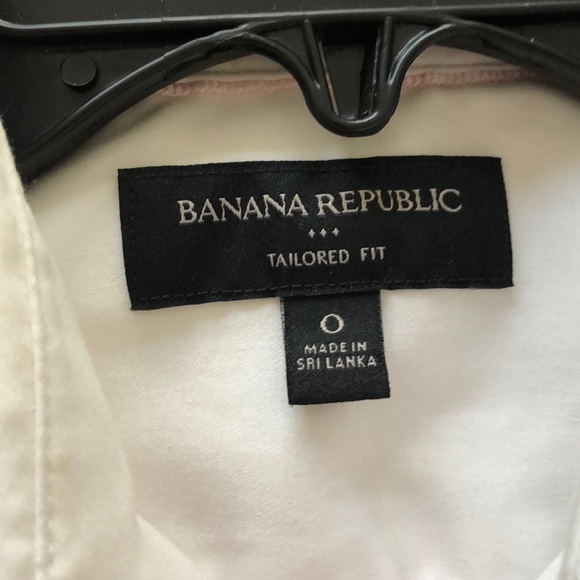 BANANA REPUBLIC
TAILORED FIT
0
MADE IN
SRI LANKA